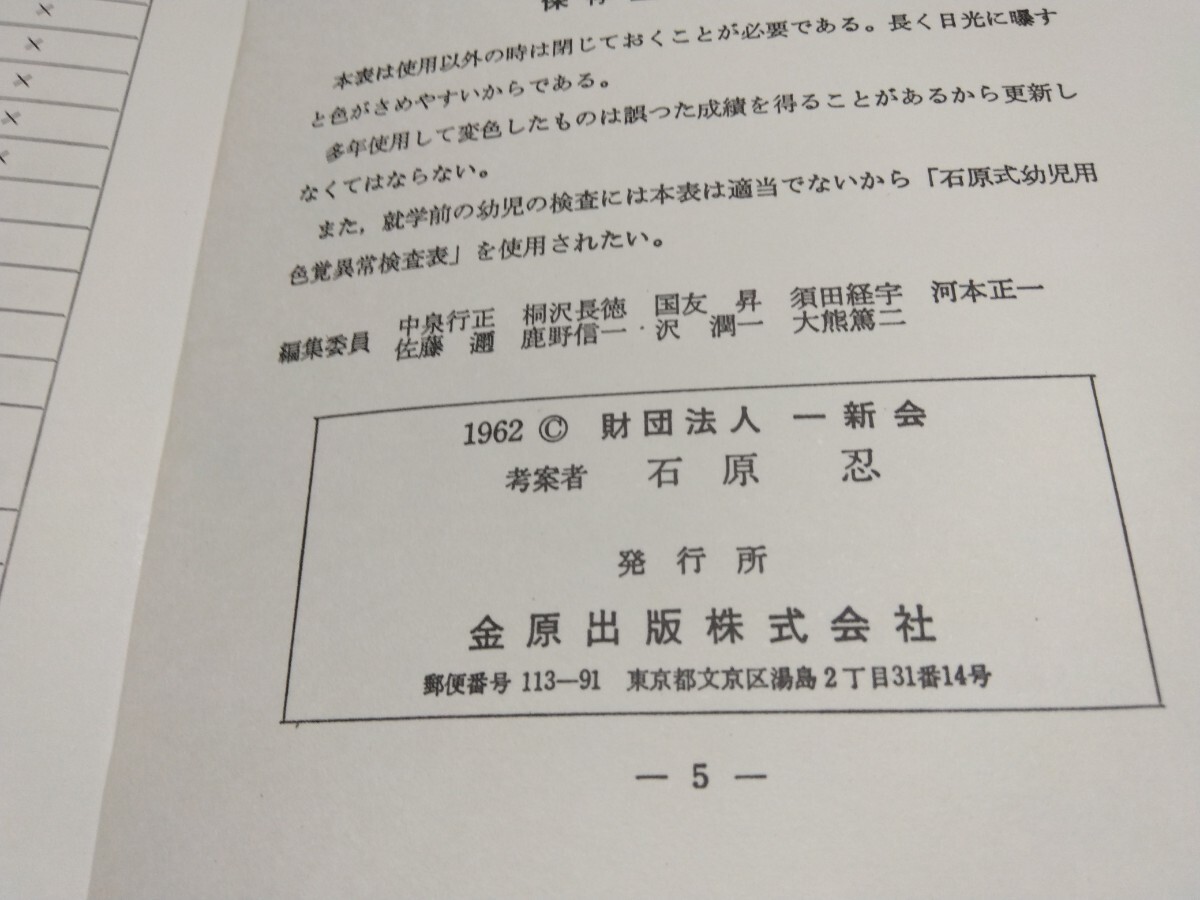 本表は使用以外の時は閉じておくことが必要である。長く日光に曝す
と色がさめやすいからである。
多年使用して変色したものは誤つた成績を得ることがあるから更新し
なくてはならない。
また，就学前の幼児の検査には本表は適当でないから「石原式幼児用
色覚異常検査表」を使用されたい。
編集委員 中泉行正 桐沢長徳 国友 昇 須田経宇 河本正一
佐藤 邇 鹿野信一 沢 潤一 大熊篤二
1962 © 財団法人 一新会
考案者 石原 忍
発行所
金原出版株式会社
郵便番号 113―91 東京都文京区湯島2丁目31番14号
― 5 ―